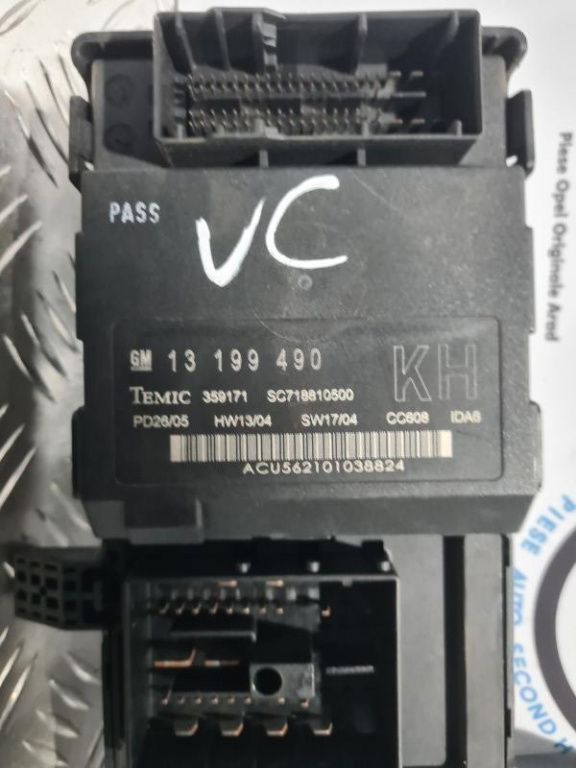 PASS
VC
GM 13 199 490
KH
TEMIC 359171 SC718810500
PD26/05 HW13/04 SW17/04 CC608 IDA6
ACU562101038824
Piese Opel Originale Arad
PIESE AUTO SECOND H